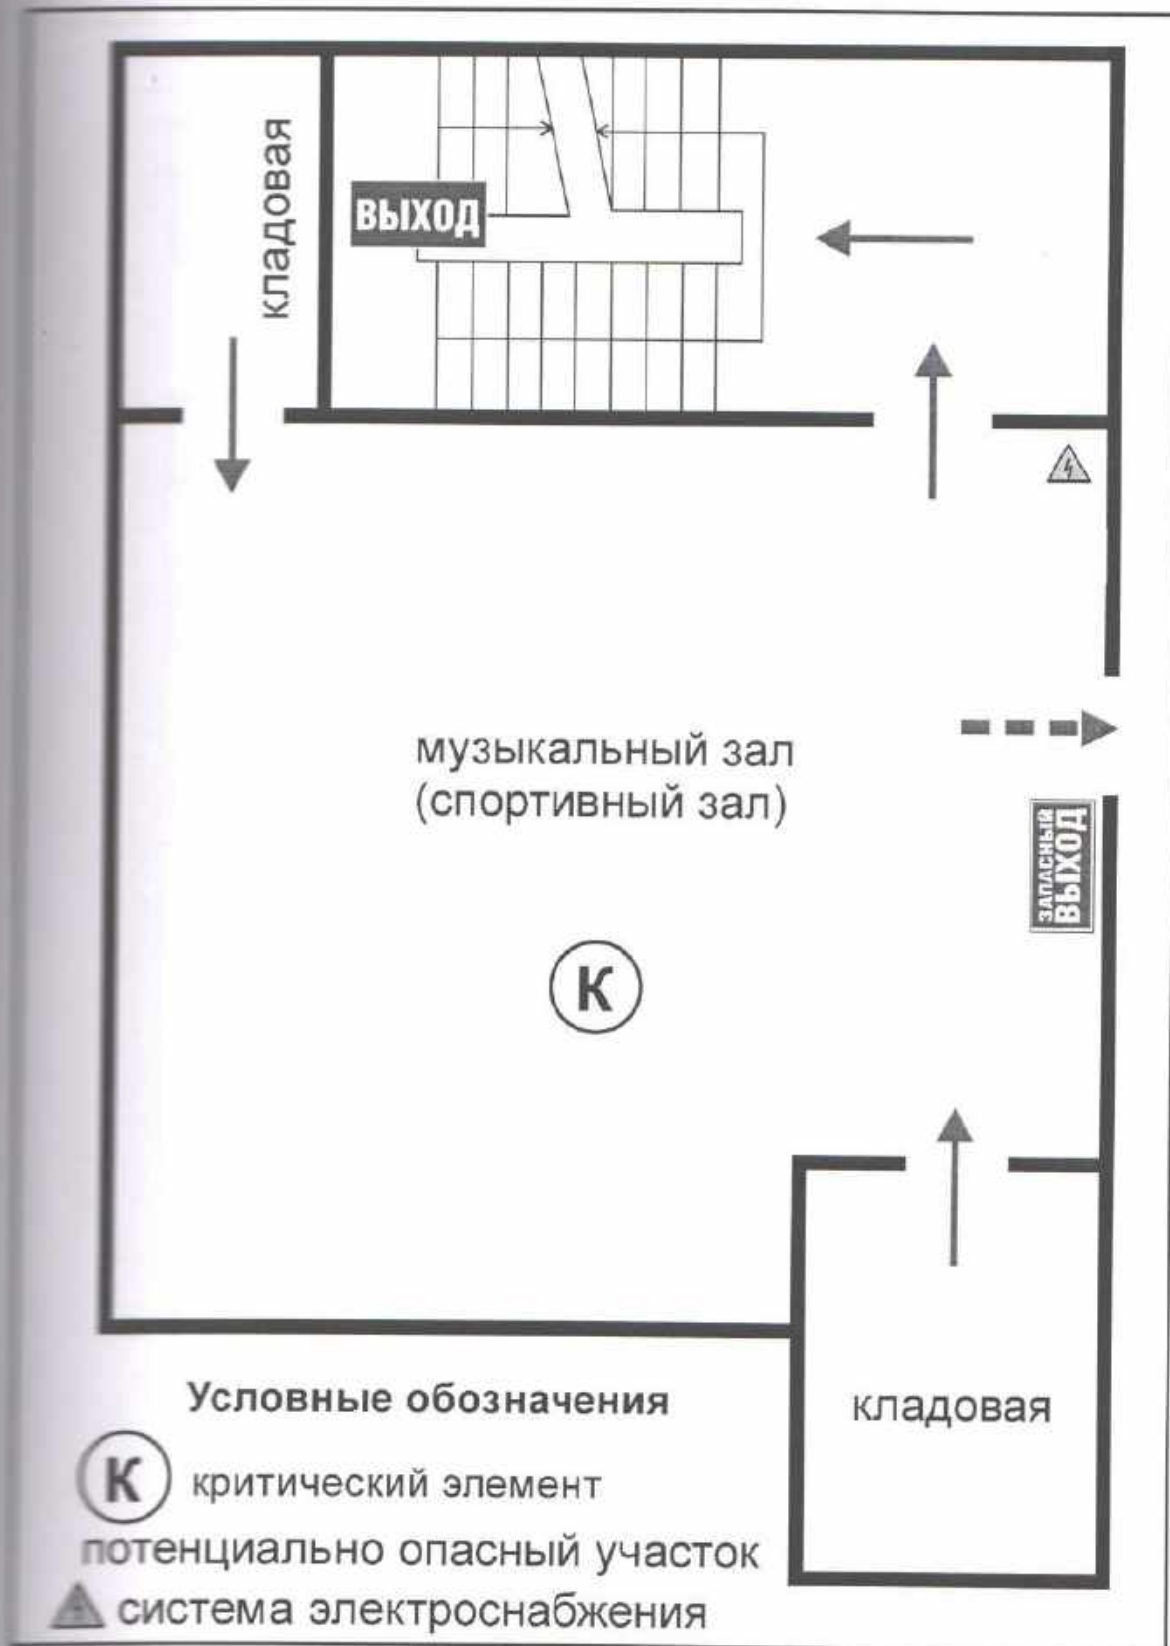 кладовая
ВЫХОД
музыкальный зал
(спортивный зал)
ЗАПАСНЫЙ
ВЫХОД
К
кладовая
Условные обозначения
К критический элемент
потенциально опасный участок
система электроснабжения